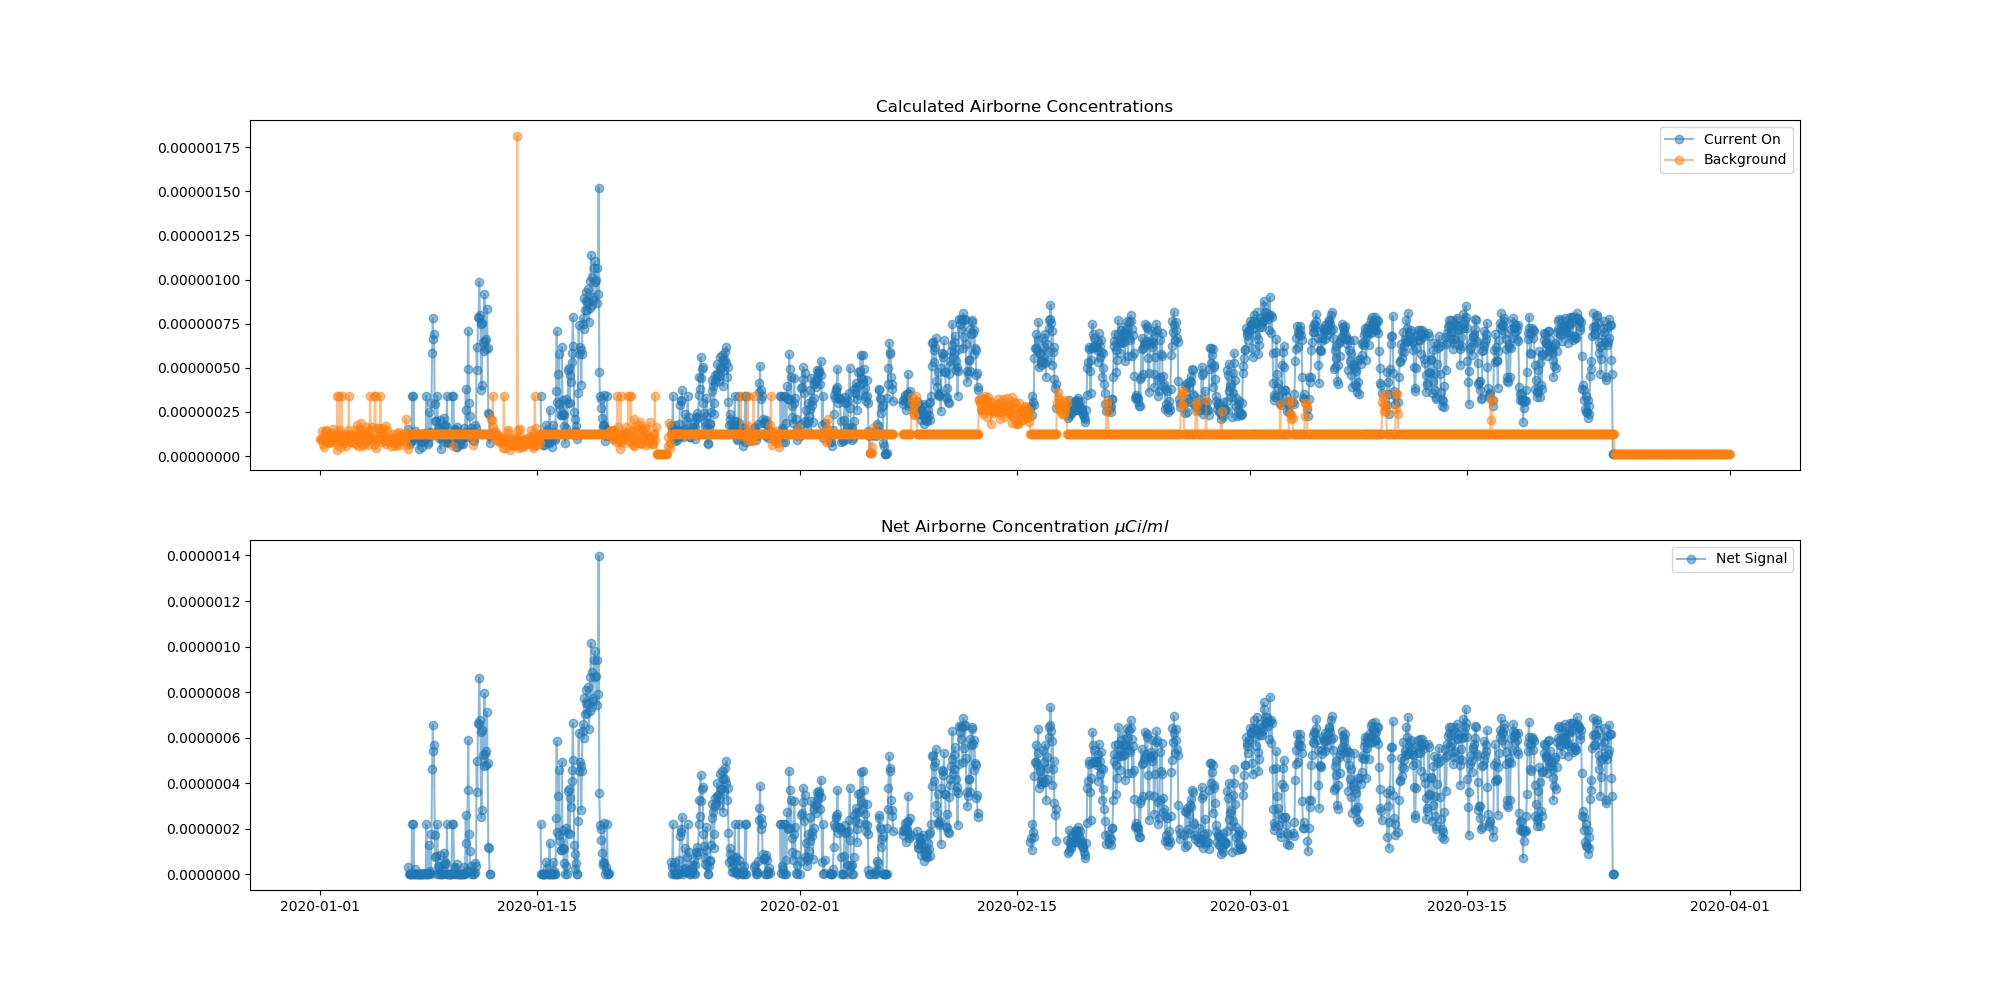 Calculated Airborne Concentrations
0.00000175
0.00000150
0.00000125
0.00000100
0.00000075
0.00000050
0.00000025
0.00000000
Current On
Background
Net Airborne Concentration μCi/ml
0.0000014
0.0000012
0.0000010
0.0000008
0.0000006
0.0000004
0.0000002
0.0000000
Net Signal
2020-01-01 2020-01-15 2020-02-01 2020-02-15 2020-03-01 2020-03-15 2020-04-01